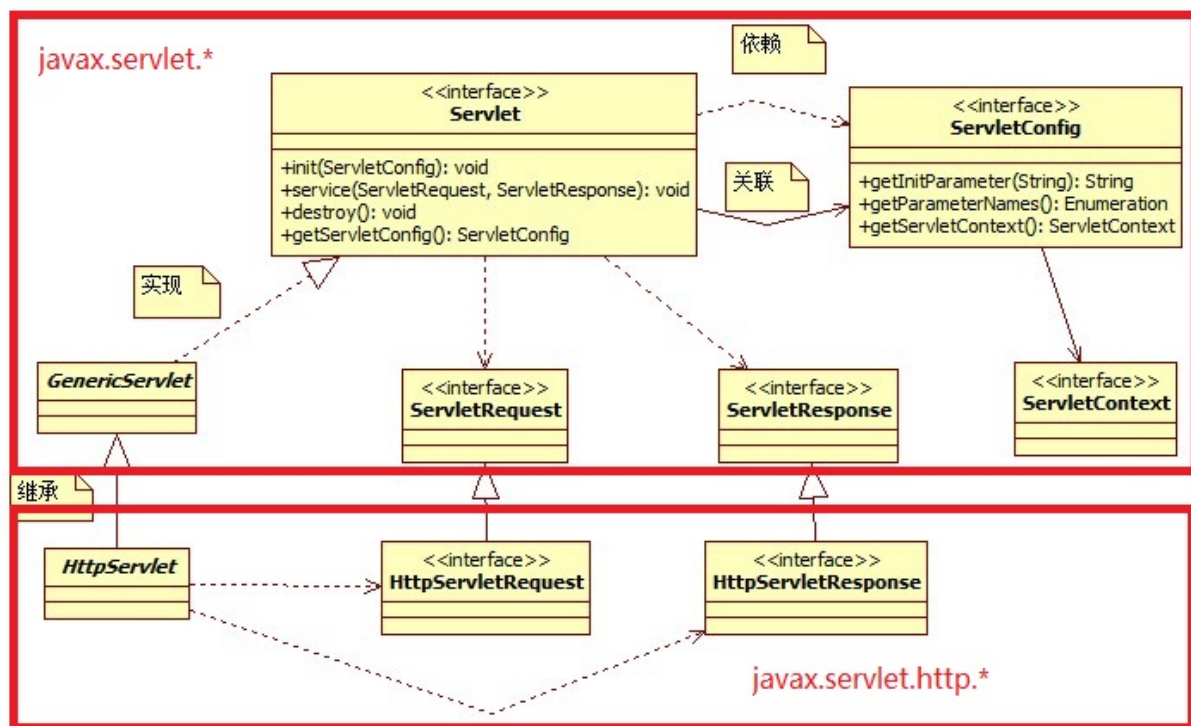 javax.servlet.*
依赖
<<interface>>
Servlet
+init(ServletConfig): void
+service(ServletRequest, ServletResponse): void
+destroy(): void
+getServletConfig(): ServletConfig
<<interface>>
ServletConfig
+getInitParameter(String): String
+getParameterNames(): Enumeration
+getServletContext(): ServletContext
关联
实现
GenericServlet
<<interface>>
ServletRequest
<<interface>>
ServletResponse
<<interface>>
ServletContext
继承
HttpServlet
<<interface>>
HttpServletRequest
<<interface>>
HttpServletResponse
javax.servlet.http.*